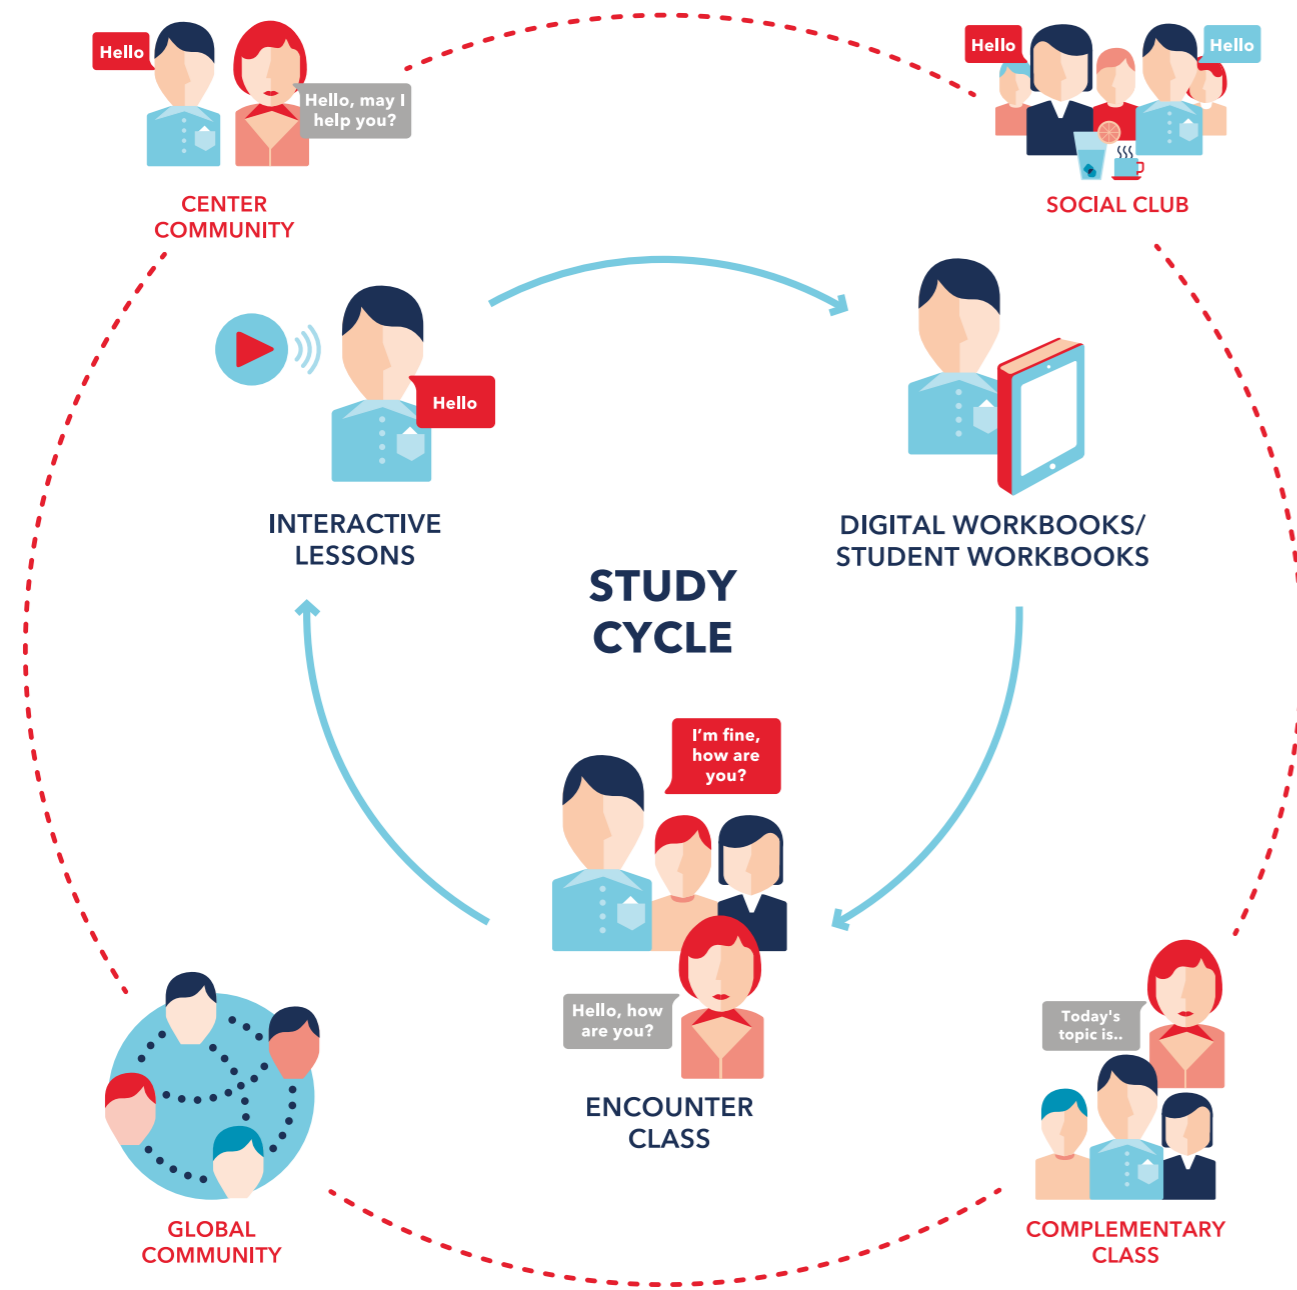 Hello
Hello, may I
help you?
CENTER
COMMUNITY
Hello
Hello
SOCIAL CLUB
Hello
INTERACTIVE
LESSONS
DIGITAL WORKBOOKS/
STUDENT WORKBOOKS
STUDY
CYCLE
I'm fine,
how are
you?
Hello, how
are you?
ENCOUNTER
CLASS
GLOBAL
COMMUNITY
Today's
topic is..
COMPLEMENTARY
CLASS